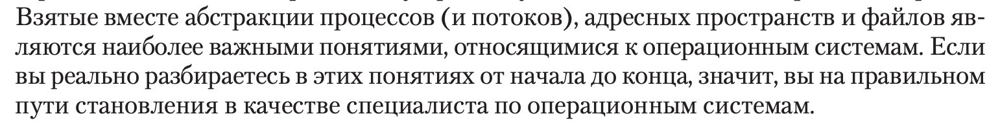 Взятые вместе абстракции процессов (и потоков), адресных пространств и файлов яв-
ляются наиболее важными понятиями, относящимися к операционным системам. Если
вы реально разбираетесь в этих понятиях от начала до конца, значит, вы на правильном
пути становления в качестве специалиста по операционным системам.